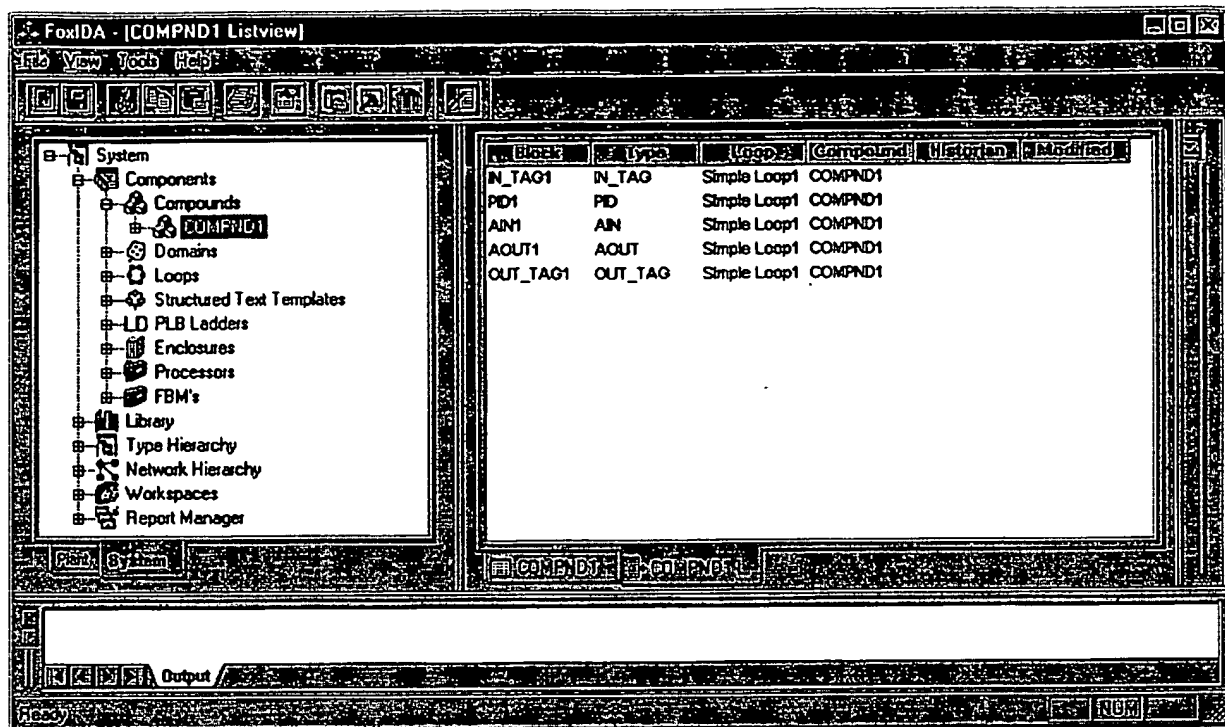 FoxIDA - [COMPND1 Listview]
File View Tools Help
System
Components
Compounds
COMPND1
Domains
Loops
Structured Text Templates
LD PLB Ladders
Enclosures
Processors
FBM's
Library
Type Hierarchy
Network Hierarchy
Workspaces
Report Manager
Plant System
Block Type Loop Compound Historian Modified
IN_TAG1 IN_TAG Simple Loop1 COMPND1
PID1 PID Simple Loop1 COMPND1
AIN1 AIN Simple Loop1 COMPND1
AOUT1 AOUT Simple Loop1 COMPND1
OUT_TAG1 OUT_TAG Simple Loop1 COMPND1
COMPND1 COMPND1
Output
Ready NUM